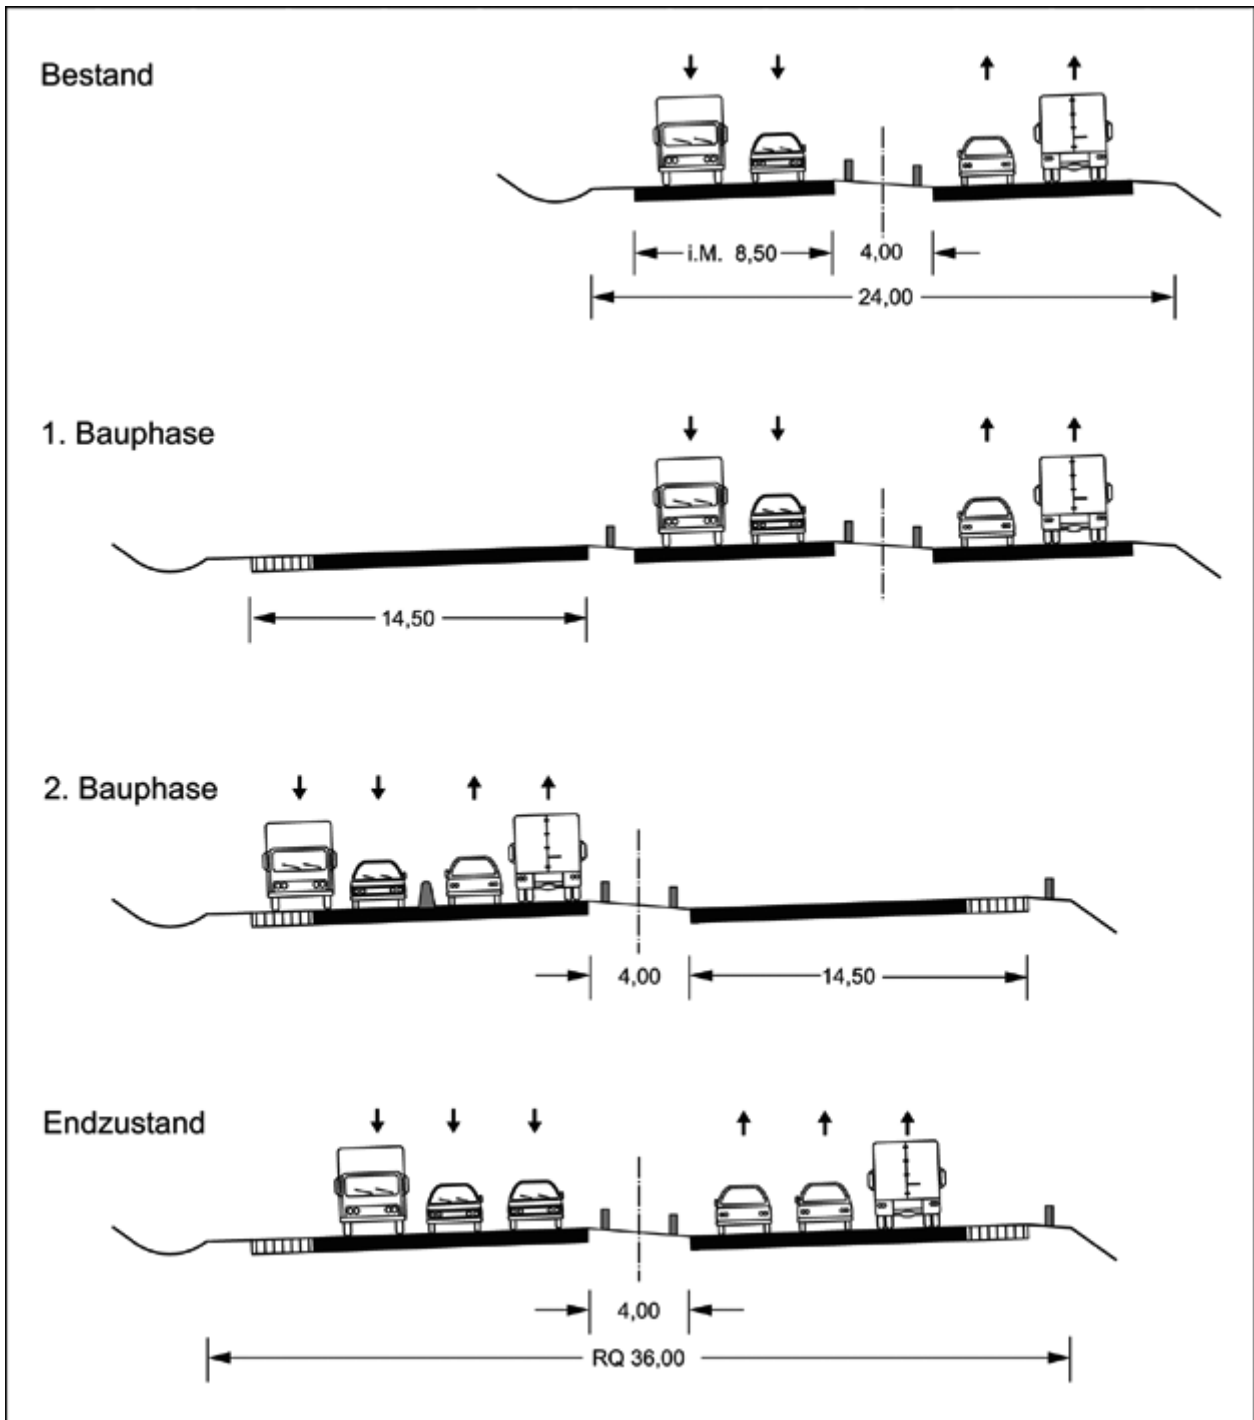 Bestand
i.M. 8,50
4,00
24,00
1. Bauphase
14,50
2. Bauphase
4,00
14,50
Endzustand
4,00
RQ 36,00